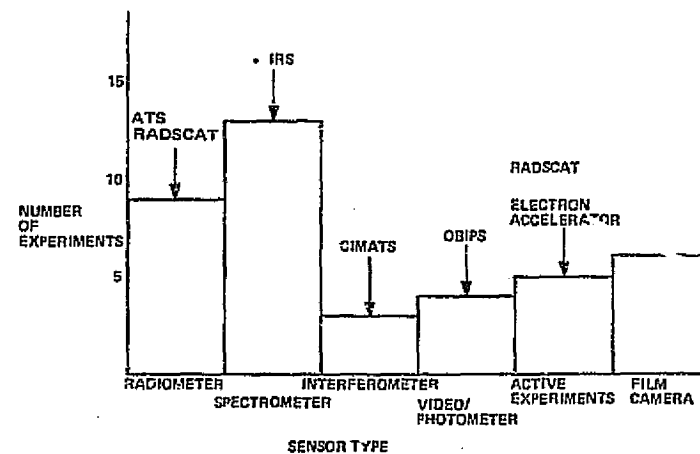 15
• IRS
ATS
RADSCAT
10
RADSCAT
NUMBER
OF
EXPERIMENTS
ELECTRON
ACCELERATOR
CIMATS
OBIPS
5
RADIOMETER
SPECTROMETER
INTERFEROMETER
VIDEO/
PHOTOMETER
ACTIVE
EXPERIMENTS
FILM
CAMERA
SENSOR TYPE